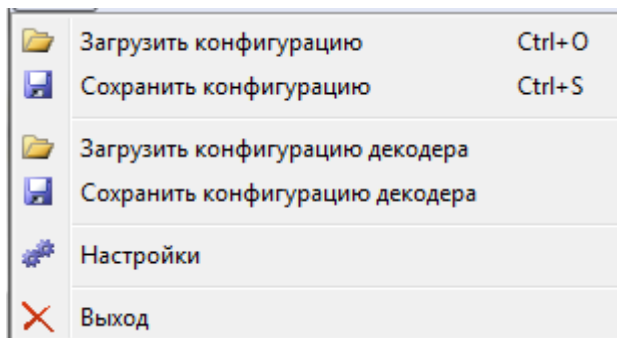 Загрузить конфигурацию Ctrl+O
Сохранить конфигурацию Ctrl+S
Загрузить конфигурацию декодера
Сохранить конфигурацию декодера
Настройки
Выход